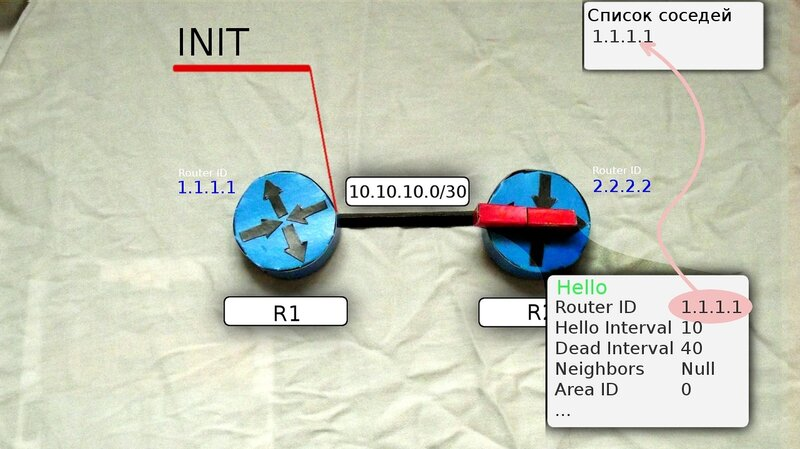 INIT
Список соседей
1.1.1.1
Router ID
1.1.1.1
10.10.10.0/30
Router ID
2.2.2.2
R1
Hello
Router ID 1.1.1.1
Hello Interval 10
Dead Interval 40
Neighbors Null
Area ID 0
...